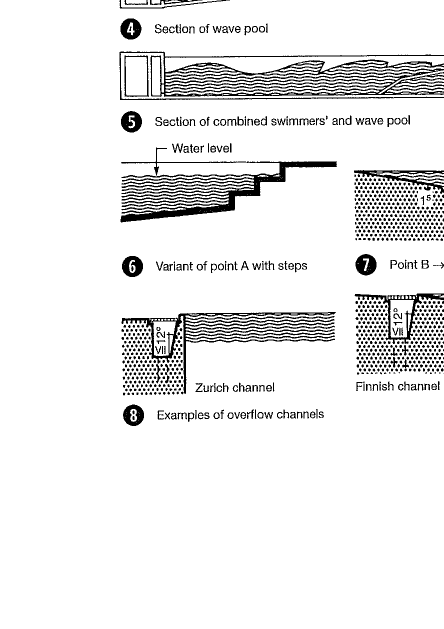 4 Section of wave pool
5 Section of combined swimmers' and wave pool
Water level
1⁵
6 Variant of point A with steps
7 Point B →
VII 12°
VII 12°
Zurich channel
Finnish channel
8 Examples of overflow channels